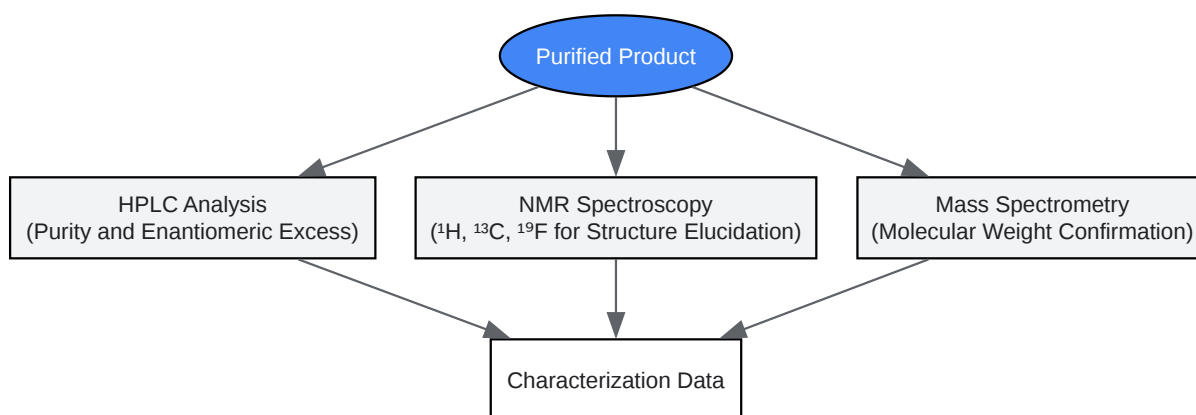 Purified Product
HPLC Analysis
(Purity and Enantiomeric Excess)
NMR Spectroscopy
(¹H, ¹³C, ¹⁹F for Structure Elucidation)
Mass Spectrometry
(Molecular Weight Confirmation)
Characterization Data